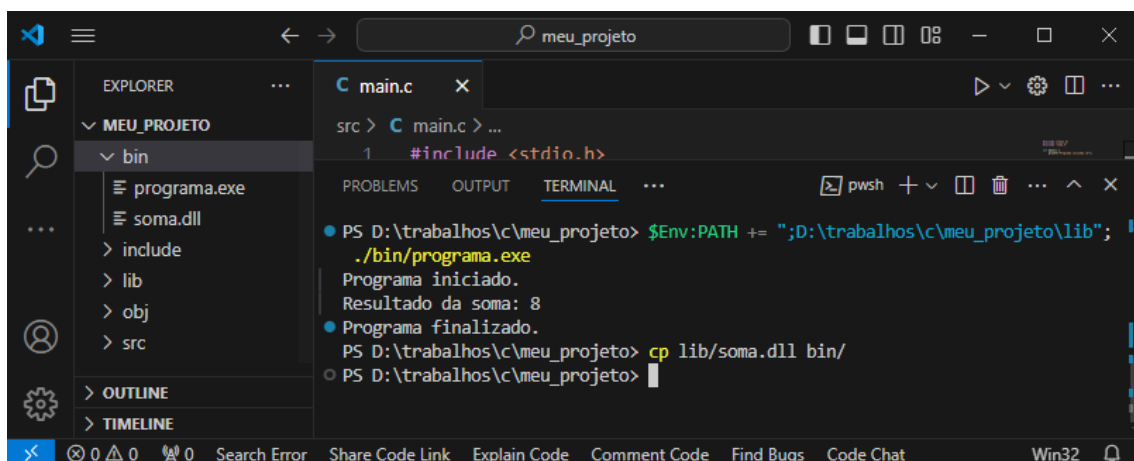 meu_projeto
EXPLORER
MEU_PROJETO
bin
programa.exe
soma.dll
include
lib
obj
src
OUTLINE
TIMELINE
C main.c
src > C main.c > ...
1 #include <stdio.h>
PROBLEMS OUTPUT TERMINAL ... pwsh
PS D:\trabalhos\c\meu_projeto> $Env:PATH += ";D:\trabalhos\c\meu_projeto\lib";
./bin/programa.exe
Programa iniciado.
Resultado da soma: 8
Programa finalizado.
PS D:\trabalhos\c\meu_projeto> cp lib/soma.dll bin/
PS D:\trabalhos\c\meu_projeto>
0 0 0 Search Error Share Code Link Explain Code Comment Code Find Bugs Code Chat Win32